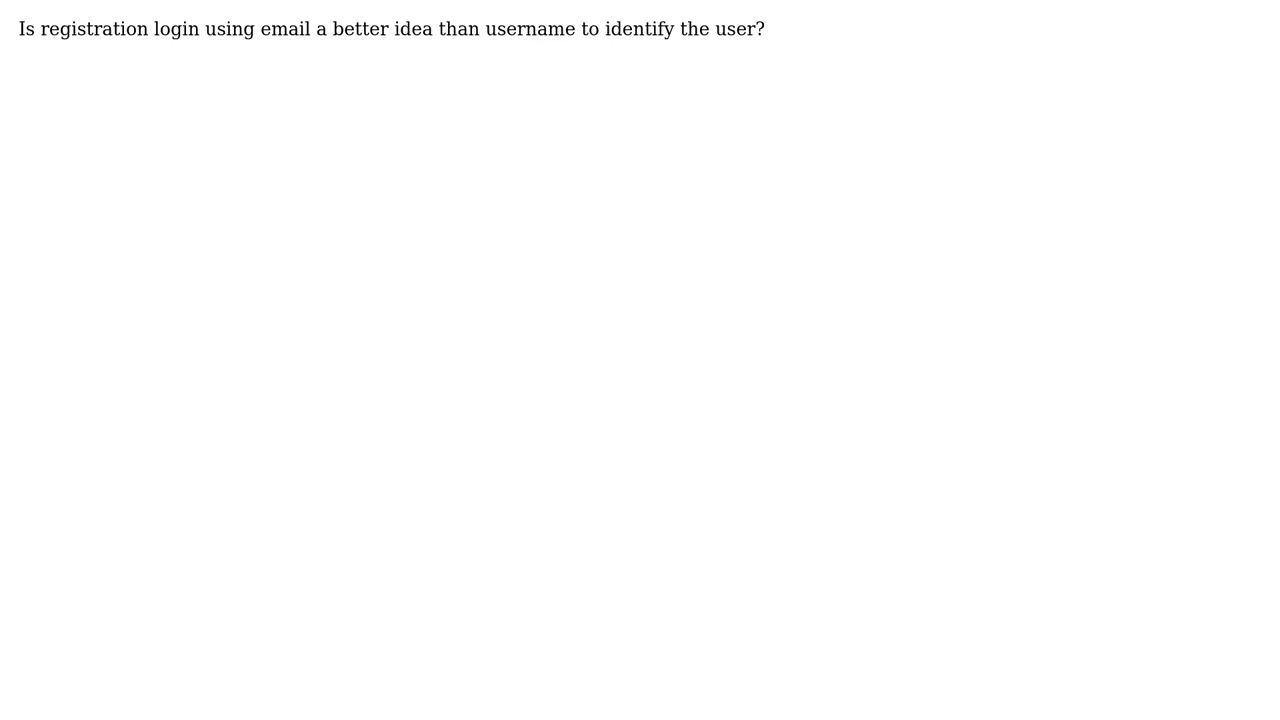 Is registration login using email a better idea than username to identify the user?